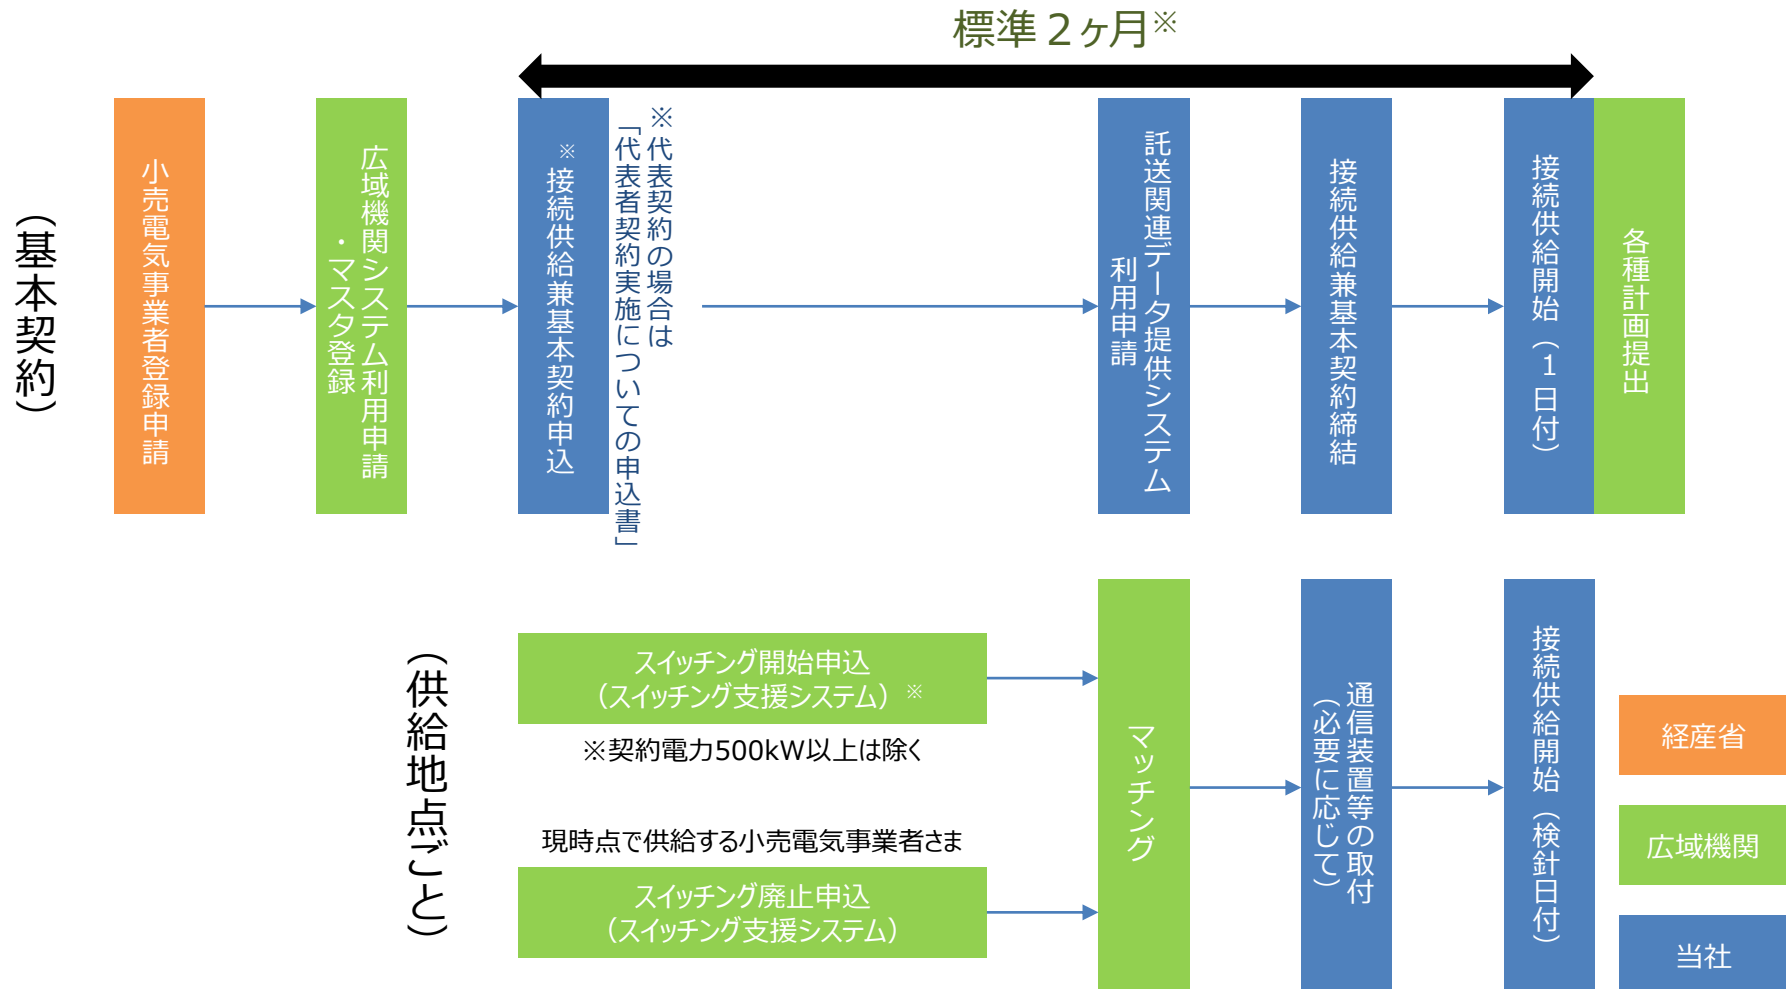 標準２ヶ月※
（基本契約）
小売電気事業者登録申請
広域機関システム利用申請
・マスタ登録
※接続供給兼基本契約申込
※代表契約の場合は
「代表者契約実施についての申込書」
託送関連データ提供システム
利用申請
接続供給兼基本契約締結
接続供給開始（１日付）
各種計画提出
（供給地点ごと）
スイッチング開始申込
（スイッチング支援システム）※
※契約電力500kW以上は除く
現時点で供給する小売電気事業者さま
スイッチング廃止申込
（スイッチング支援システム）
マッチング
通信装置等の取付
（必要に応じて）
接続供給開始（検針日付）
経産省
広域機関
当社